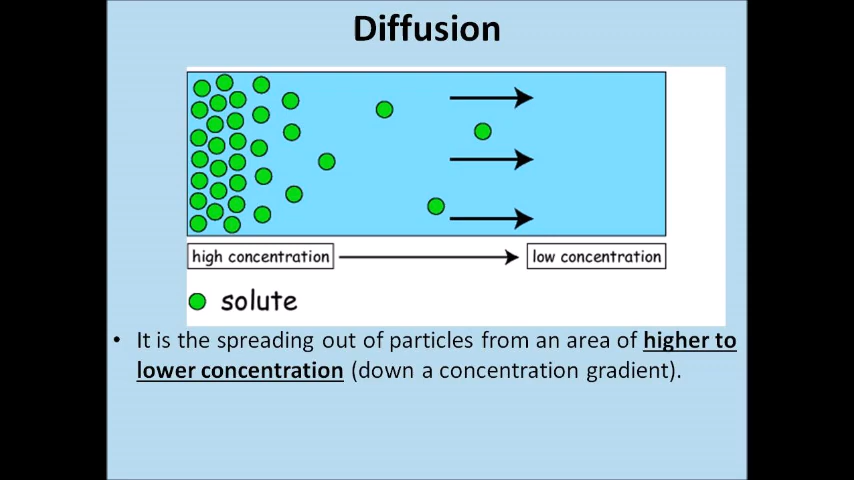 Diffusion
high concentration
low concentration
solute
• It is the spreading out of particles from an area of higher to
lower concentration (down a concentration gradient).